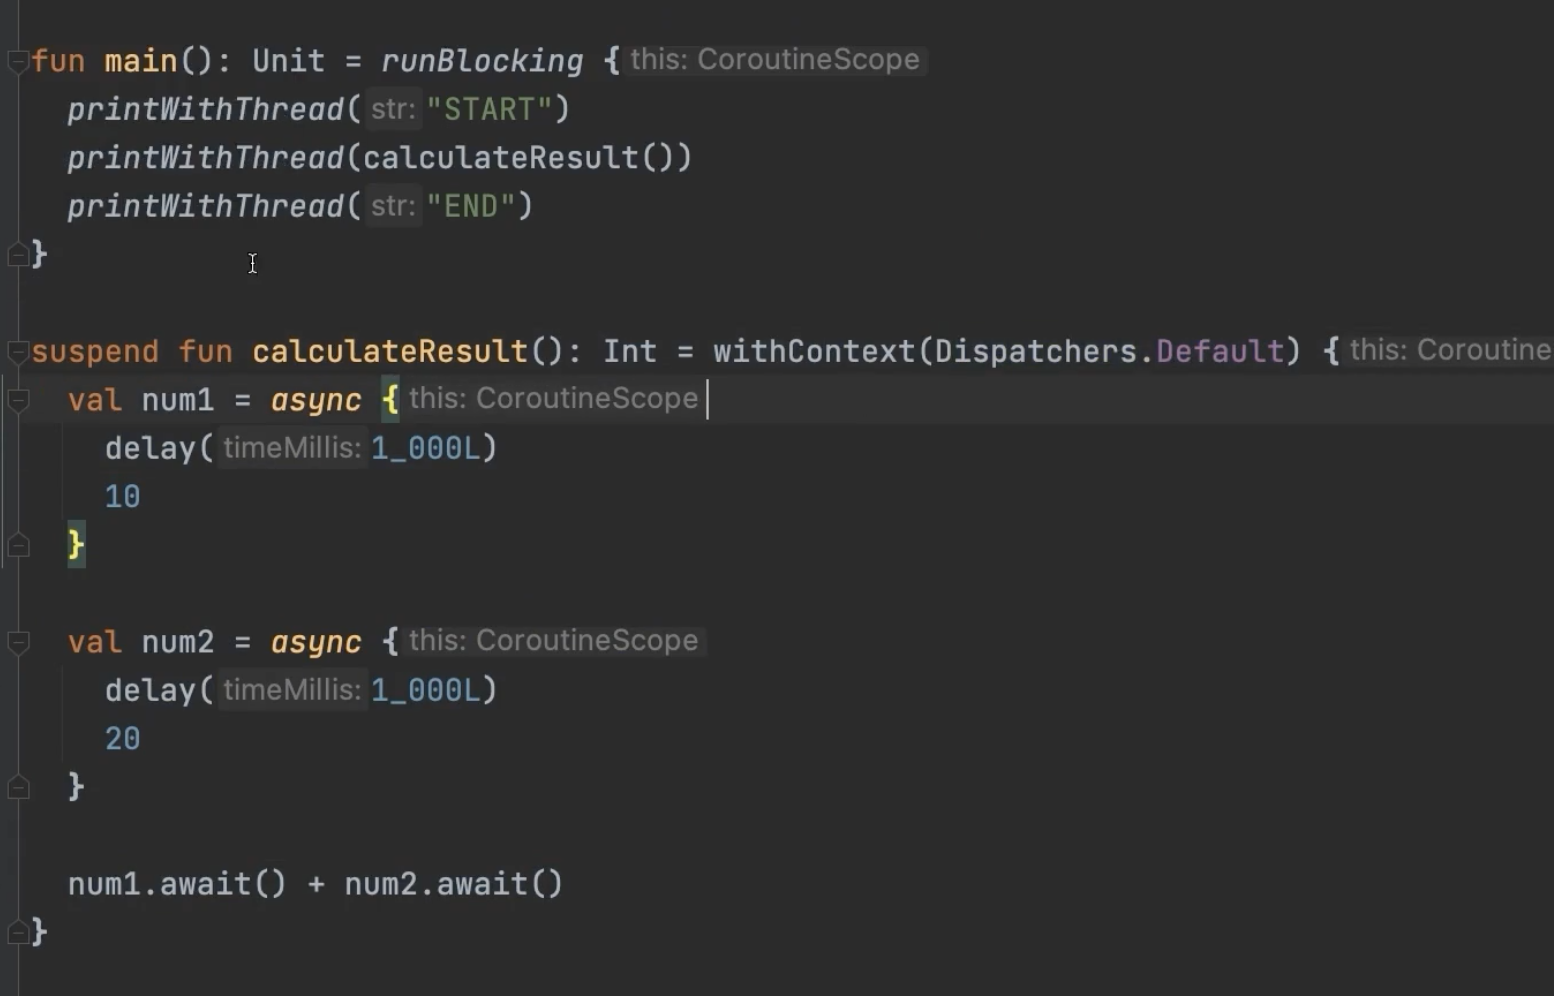 fun main(): Unit = runBlocking { this: CoroutineScope
printWithThread( str: "START")
printWithThread(calculateResult())
printWithThread( str: "END")
}
suspend fun calculateResult(): Int = withContext(Dispatchers.Default) { this: Coroutine
val num1 = async { this: CoroutineScope
delay( timeMillis: 1_000L)
10
}
val num2 = async { this: CoroutineScope
delay( timeMillis: 1_000L)
20
}
num1.await() + num2.await()
}